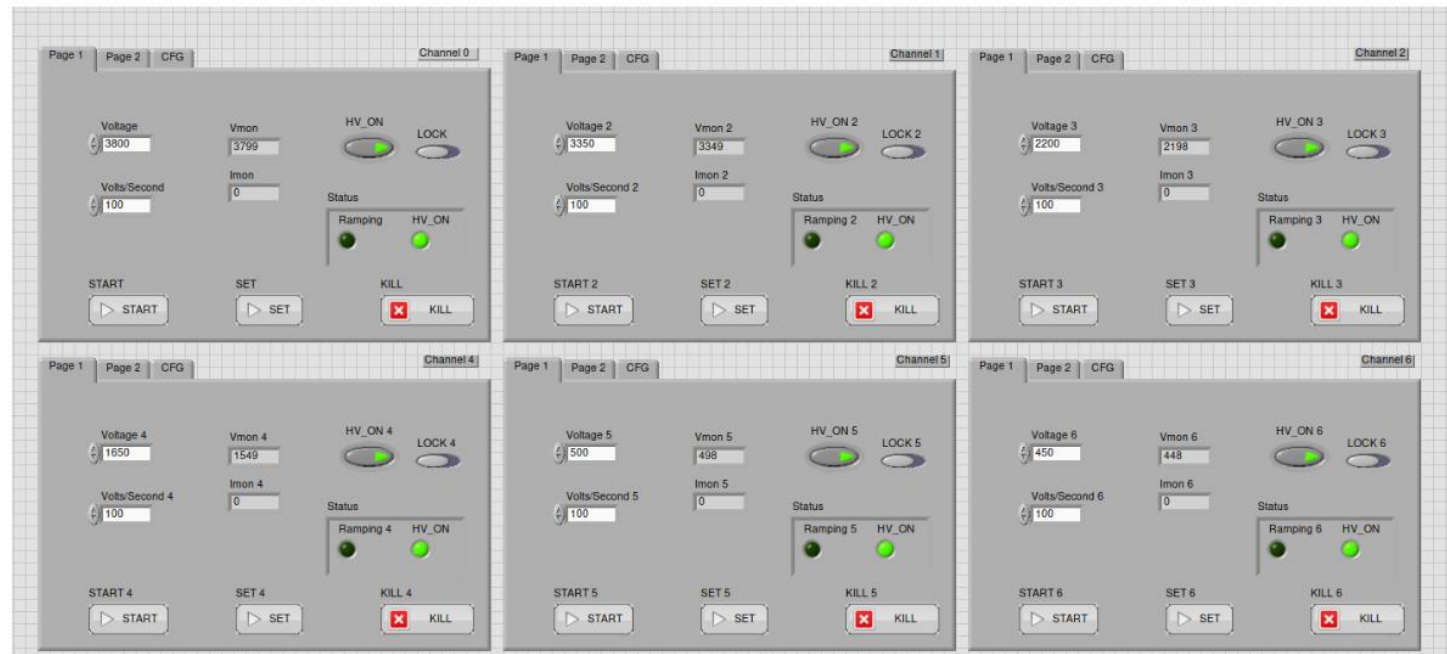 Page 1 Page 2 CFG Channel 0
Voltage Vmon HV_ON LOCK
3800 3799
Volts/Second Imon
100 0
Status
Ramping HV_ON
START SET KILL
START SET KILL
Page 1 Page 2 CFG Channel 1
Voltage 2 Vmon 2 HV_ON 2 LOCK 2
3350 3349
Volts/Second 2 Imon 2
100 0
Status
Ramping 2 HV_ON
START 2 SET 2 KILL 2
START SET KILL
Page 1 Page 2 CFG Channel 2
Voltage 3 Vmon 3 HV_ON 3 LOCK 3
2200 2198
Volts/Second 3 Imon 3
100 0
Status
Ramping 3 HV_ON
START 3 SET 3 KILL 3
START SET KILL
Page 1 Page 2 CFG Channel 4
Voltage 4 Vmon 4 HV_ON 4 LOCK 4
1650 1549
Volts/Second 4 Imon 4
100 0
Status
Ramping 4 HV_ON
START 4 SET 4 KILL 4
START SET KILL
Page 1 Page 2 CFG Channel 5
Voltage 5 Vmon 5 HV_ON 5 LOCK 5
500 498
Volts/Second 5 Imon 5
100 0
Status
Ramping 5 HV_ON
START 5 SET 5 KILL 5
START SET KILL
Page 1 Page 2 CFG Channel 6
Voltage 6 Vmon 6 HV_ON 6 LOCK 6
450 448
Volts/Second 6 Imon 6
100 0
Status
Ramping 6 HV_ON
START 6 SET 6 KILL 6
START SET KILL